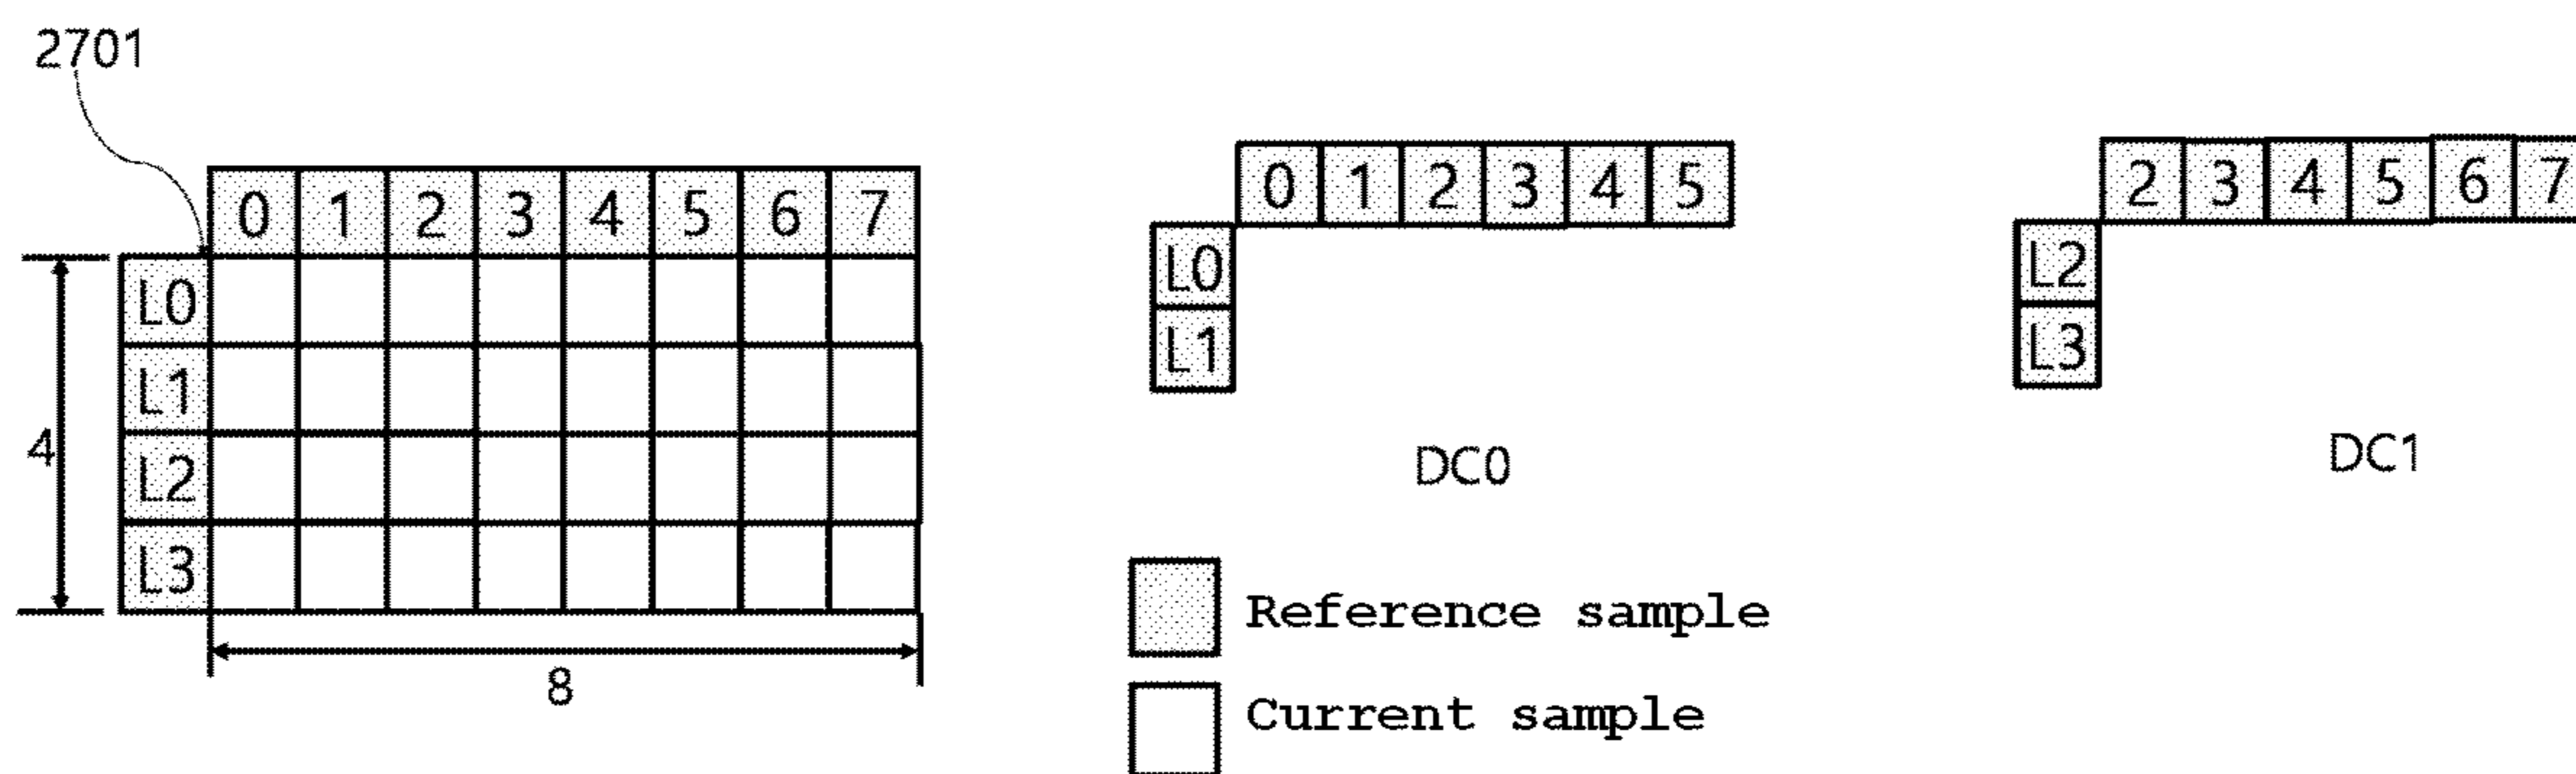 2701
0 1 2 3 4 5 6 7
L0
L1
L2
L3
4
8
0 1 2 3 4 5
L0
L1
DC0
2 3 4 5 6 7
L2
L3
DC1
Reference sample
Current sample